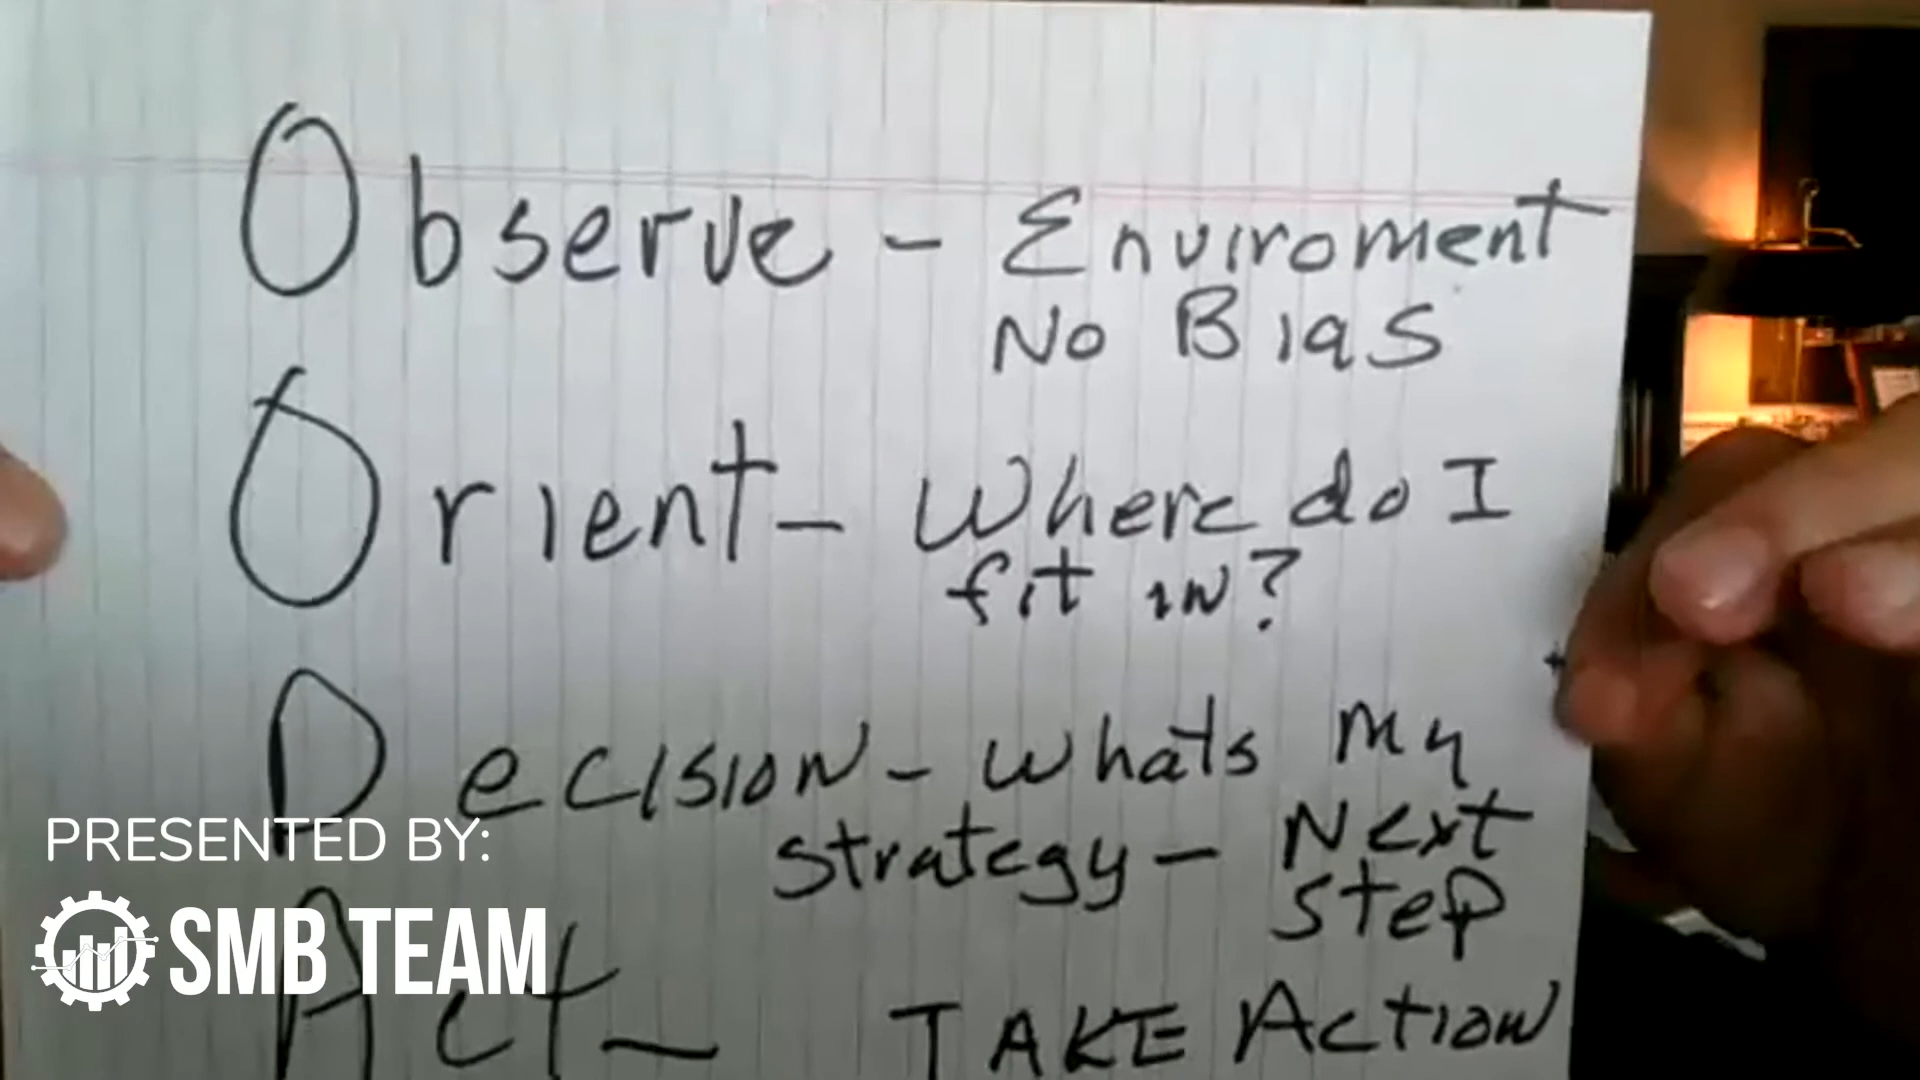 Observe - Enviroment
No Bias
Orient - Where do I
fit in?
Decision - whats my
strategy - Next
step
Act - TAKE Action
PRESENTED BY:
SMB TEAM